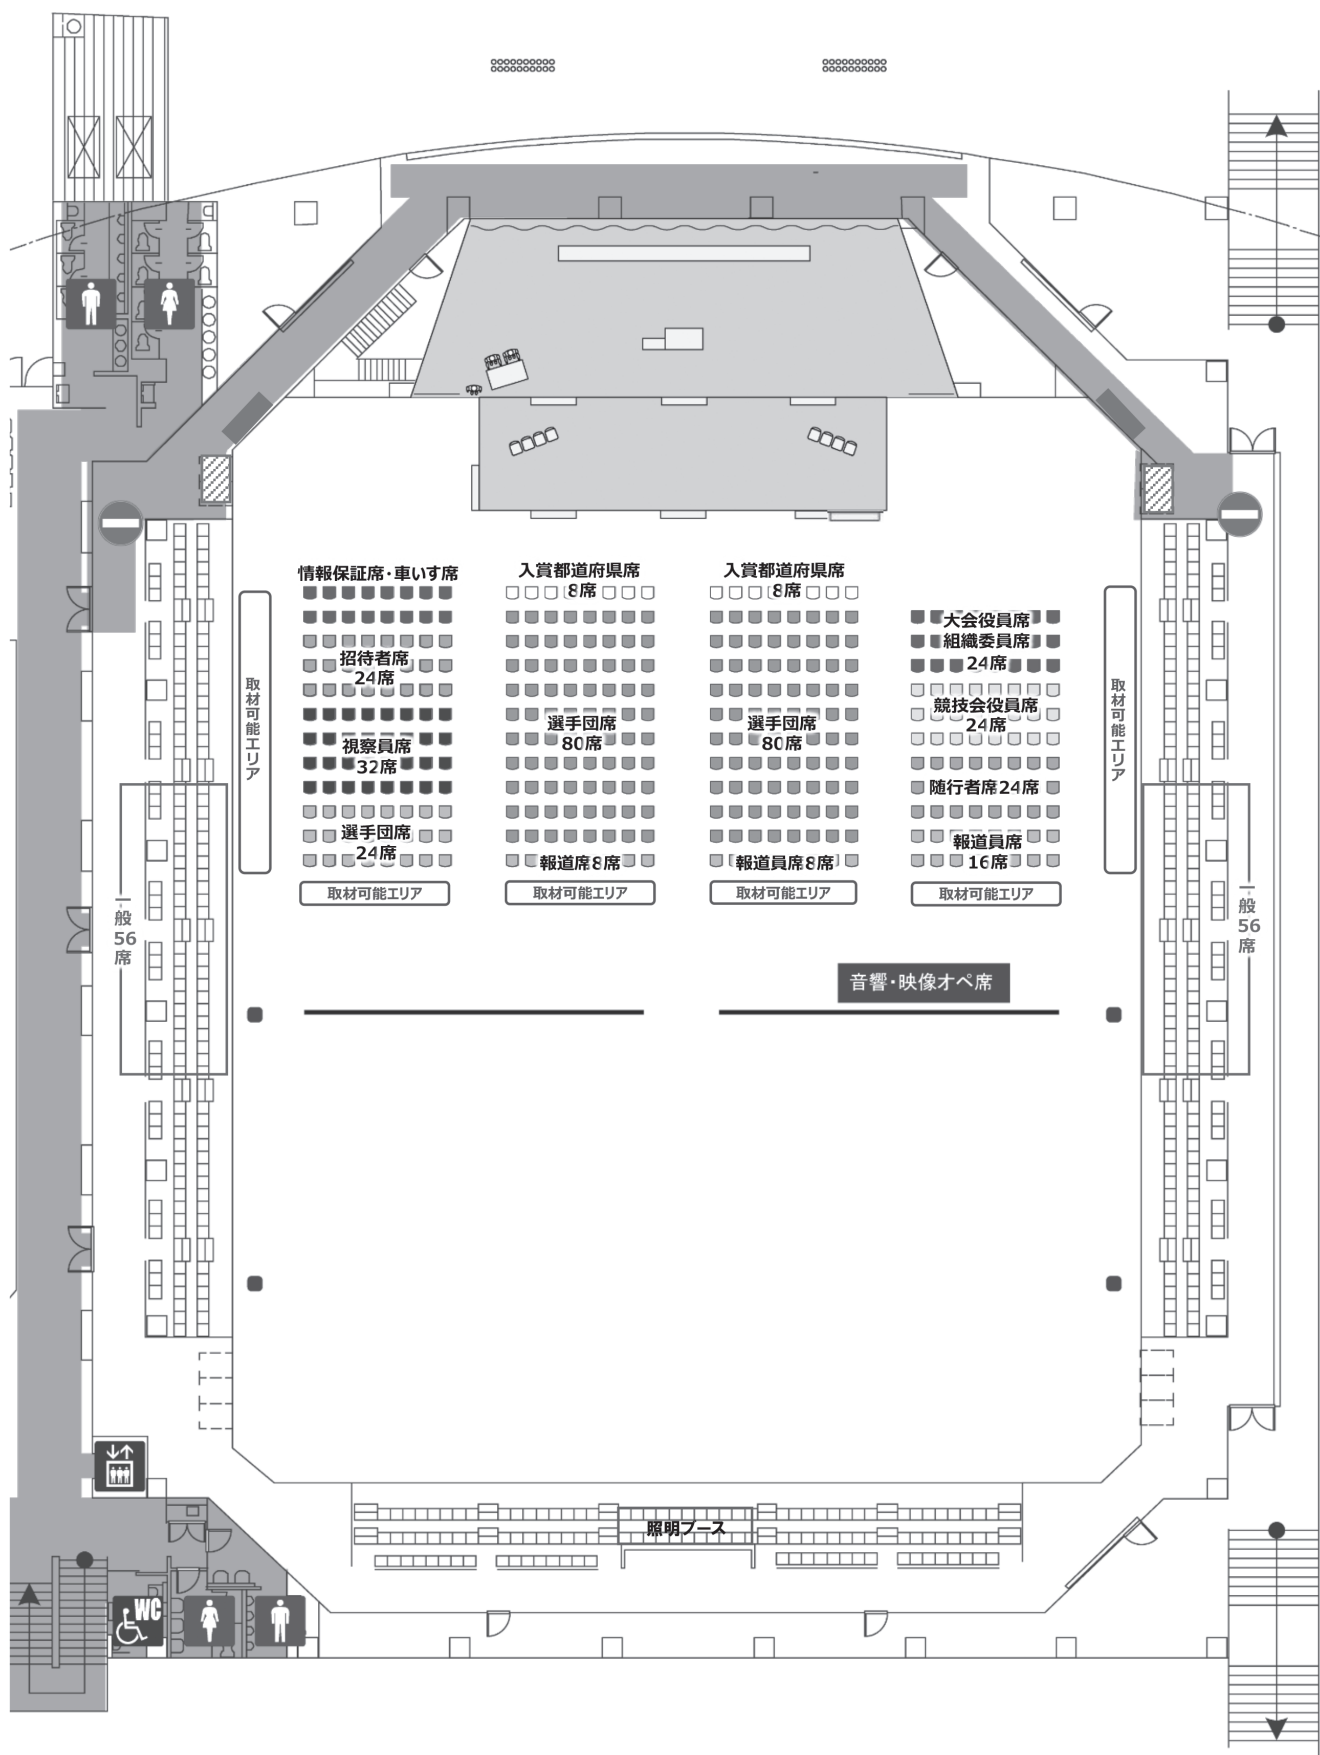 情報保証席・車いす席
入賞都道府県席
8席
入賞都道府県席
8席
大会役員席
組織委員席
24席
招待者席
24席
競技会役員席
24席
選手団席
80席
選手団席
80席
視察員席
32席
随行者席24席
選手団席
24席
報道席8席
報道員席8席
報道員席
16席
取材可能エリア
取材可能エリア
取材可能エリア
取材可能エリア
取材可能エリア
取材可能エリア
一般
56
席
一般
56
席
音響・映像オペ席
照明ブース
WC